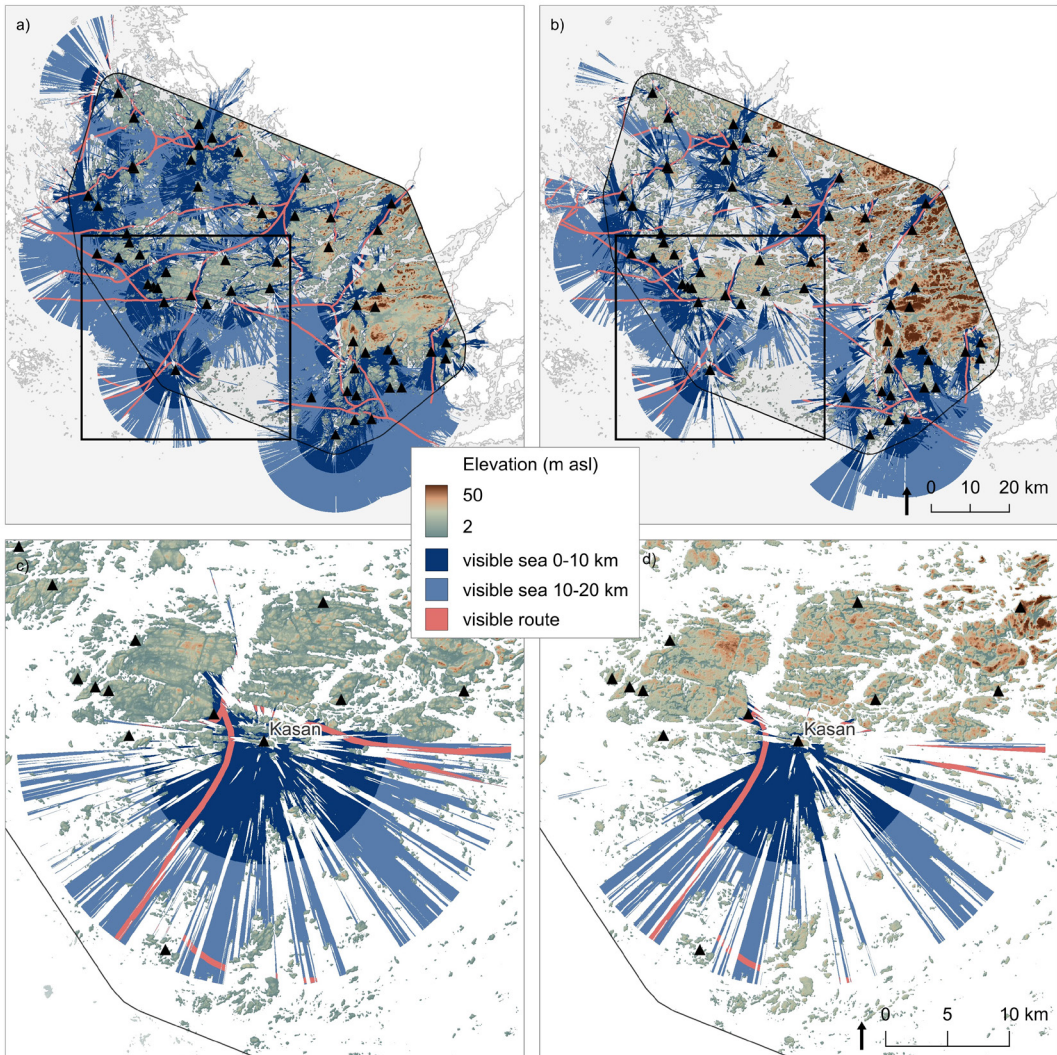 a)
b)
0 10 20 km
Elevation (m asl)
50
2
visible sea 0-10 km
visible sea 10-20 km
visible route
c)
d)
Kasan
Kasan
0 5 10 km